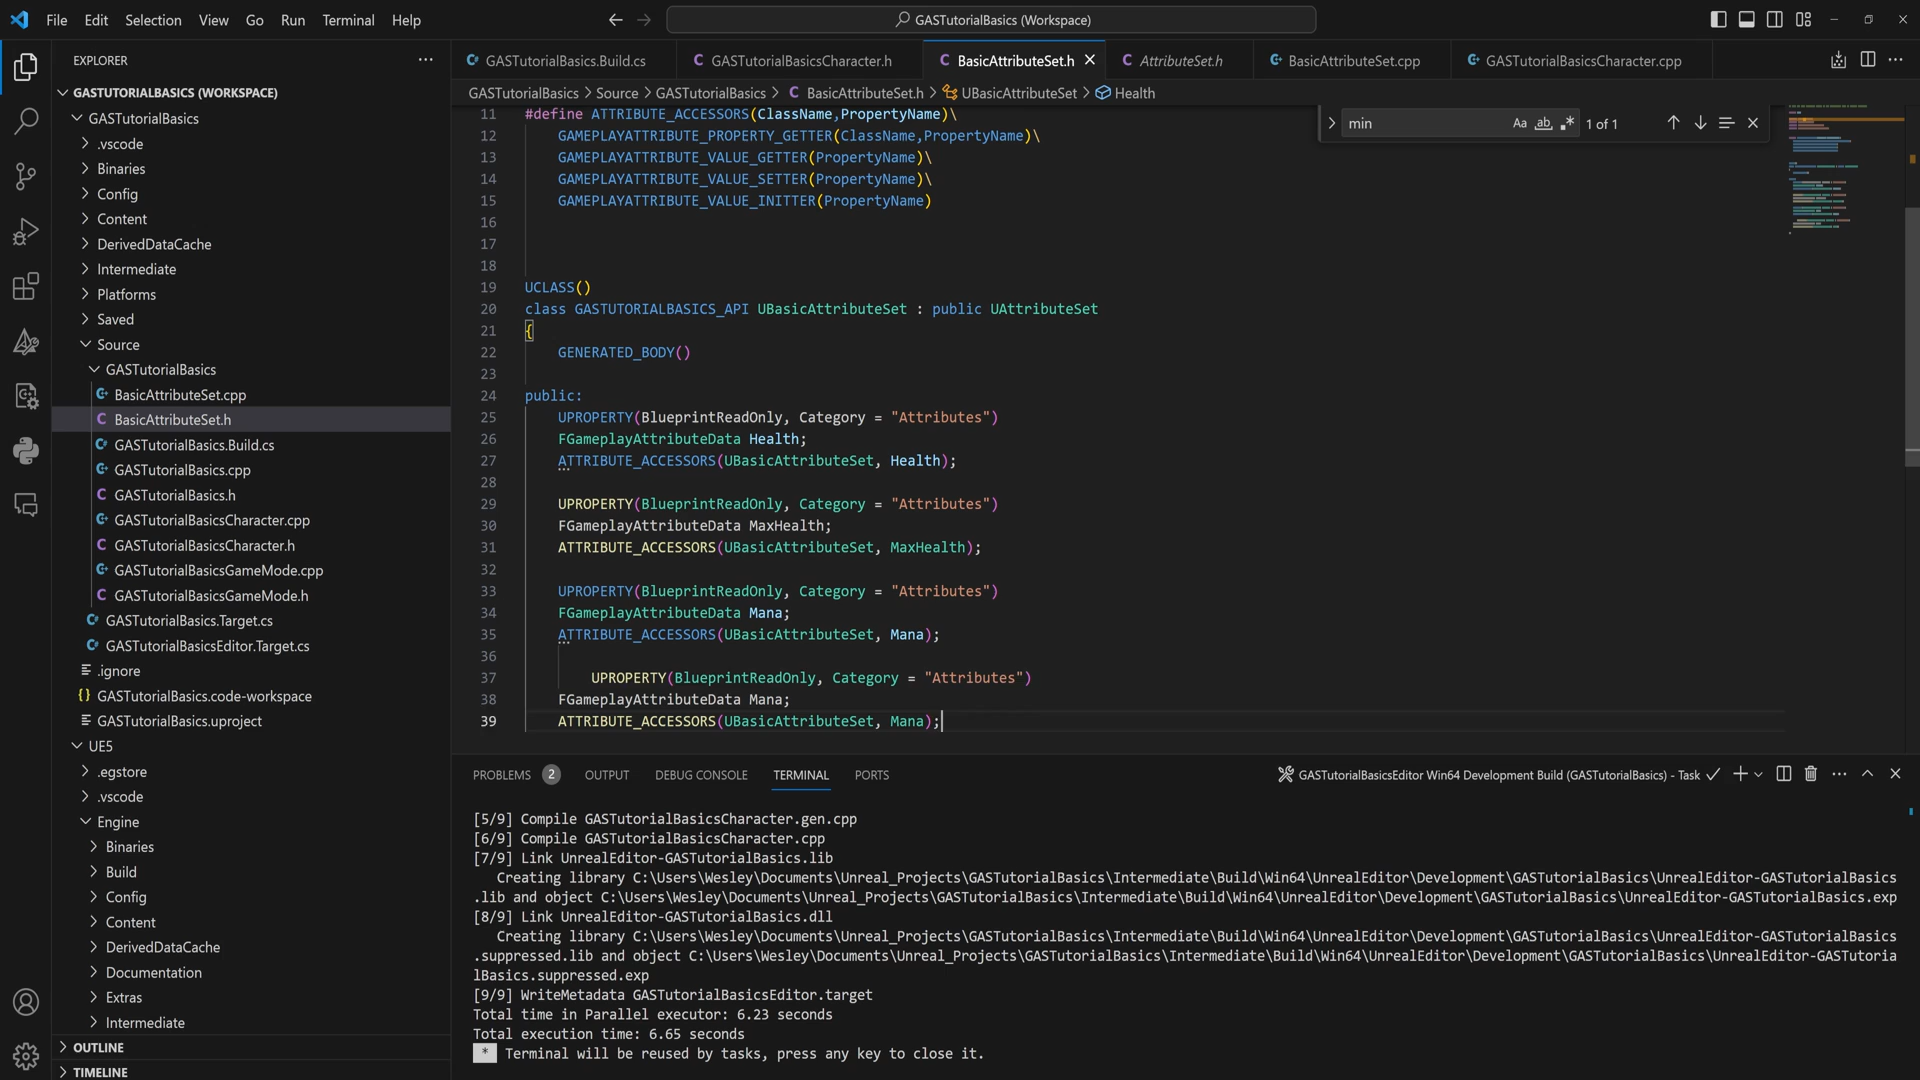 File Edit Selection View Go Run Terminal Help
GASTutorialBasics (Workspace)
EXPLORER
GASTUTORIALBASICS (WORKSPACE)
GASTutorialBasics
.vscode
Binaries
Config
Content
DerivedDataCache
Intermediate
Platforms
Saved
Source
GASTutorialBasics
BasicAttributeSet.cpp
BasicAttributeSet.h
GASTutorialBasics.Build.cs
GASTutorialBasics.cpp
GASTutorialBasics.h
GASTutorialBasicsCharacter.cpp
GASTutorialBasicsCharacter.h
GASTutorialBasicsGameMode.cpp
GASTutorialBasicsGameMode.h
GASTutorialBasics.Target.cs
GASTutorialBasicsEditor.Target.cs
.ignore
GASTutorialBasics.code-workspace
GASTutorialBasics.uproject
UE5
.egstore
.vscode
Engine
Binaries
Build
Config
Content
DerivedDataCache
Documentation
Extras
Intermediate
OUTLINE
TIMELINE
GASTutorialBasics.Build.cs GASTutorialBasicsCharacter.h BasicAttributeSet.h AttributeSet.h BasicAttributeSet.cpp GASTutorialBasicsCharacter.cpp
GASTutorialBasics > Source > GASTutorialBasics > BasicAttributeSet.h > UBasicAttributeSet > Health
min Aa ab .* 1 of 1
11 #define ATTRIBUTE_ACCESSORS(ClassName,PropertyName)\
12 GAMEPLAYATTRIBUTE_PROPERTY_GETTER(ClassName,PropertyName)\
13 GAMEPLAYATTRIBUTE_VALUE_GETTER(PropertyName)\
14 GAMEPLAYATTRIBUTE_VALUE_SETTER(PropertyName)\
15 GAMEPLAYATTRIBUTE_VALUE_INITTER(PropertyName)
16
17
18
19 UCLASS()
20 class GASTUTORIALBASICS_API UBasicAttributeSet : public UAttributeSet
21 {
22 GENERATED_BODY()
23
24 public:
25 UPROPERTY(BlueprintReadOnly, Category = "Attributes")
26 FGameplayAttributeData Health;
27 ATTRIBUTE_ACCESSORS(UBasicAttributeSet, Health);
28
29 UPROPERTY(BlueprintReadOnly, Category = "Attributes")
30 FGameplayAttributeData MaxHealth;
31 ATTRIBUTE_ACCESSORS(UBasicAttributeSet, MaxHealth);
32
33 UPROPERTY(BlueprintReadOnly, Category = "Attributes")
34 FGameplayAttributeData Mana;
35 ATTRIBUTE_ACCESSORS(UBasicAttributeSet, Mana);
36
37 UPROPERTY(BlueprintReadOnly, Category = "Attributes")
38 FGameplayAttributeData Mana;
39 ATTRIBUTE_ACCESSORS(UBasicAttributeSet, Mana);
PROBLEMS 2 OUTPUT DEBUG CONSOLE TERMINAL PORTS GASTutorialBasicsEditor Win64 Development Build (GASTutorialBasics) - Task
[5/9] Compile GASTutorialBasicsCharacter.gen.cpp
[6/9] Compile GASTutorialBasicsCharacter.cpp
[7/9] Link UnrealEditor-GASTutorialBasics.lib
Creating library C:\Users\Wesley\Documents\Unreal_Projects\GASTutorialBasics\Intermediate\Build\Win64\UnrealEditor\Development\GASTutorialBasics\UnrealEditor-GASTutorialBasics
.lib and object C:\Users\Wesley\Documents\Unreal_Projects\GASTutorialBasics\Intermediate\Build\Win64\UnrealEditor\Development\GASTutorialBasics\UnrealEditor-GASTutorialBasics.exp
[8/9] Link UnrealEditor-GASTutorialBasics.dll
Creating library C:\Users\Wesley\Documents\Unreal_Projects\GASTutorialBasics\Intermediate\Build\Win64\UnrealEditor\Development\GASTutorialBasics\UnrealEditor-GASTutorialBasics
.suppressed.lib and object C:\Users\Wesley\Documents\Unreal_Projects\GASTutorialBasics\Intermediate\Build\Win64\UnrealEditor\Development\GASTutorialBasics\UnrealEditor-GASTutoria
lBasics.suppressed.exp
[9/9] WriteMetadata GASTutorialBasicsEditor.target
Total time in Parallel executor: 6.23 seconds
Total execution time: 6.65 seconds
* Terminal will be reused by tasks, press any key to close it.